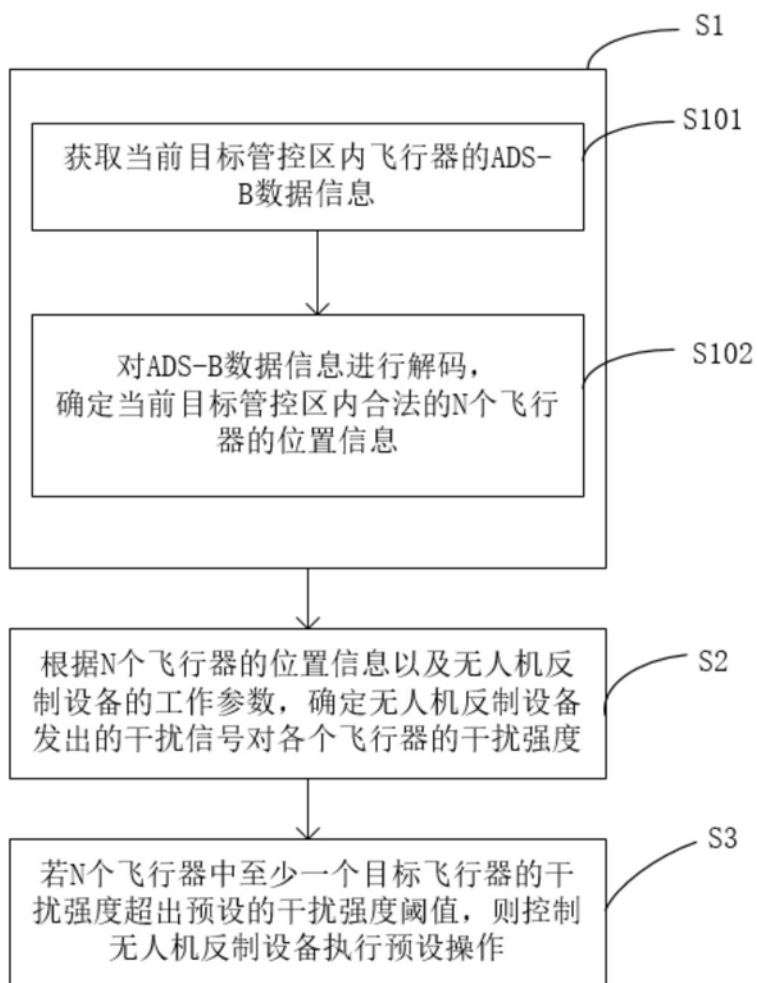 S1
S101
获取当前目标管控区内飞行器的ADS-
B数据信息
S102
对ADS-B数据信息进行解码，
确定当前目标管控区内合法的N个飞行
器的位置信息
根据N个飞行器的位置信息以及无人机反
制设备的工作参数，确定无人机反制设备
发出的干扰信号对各个飞行器的干扰强度
S2
若N个飞行器中至少一个目标飞行器的干
扰强度超出预设的干扰强度阈值，则控制
无人机反制设备执行预设操作
S3